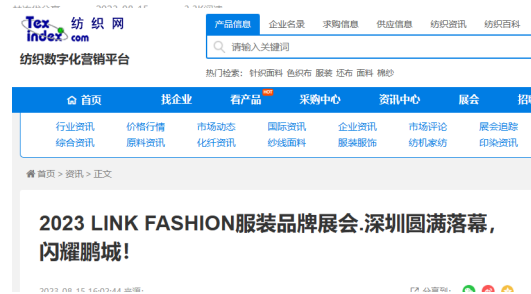 Tex 纺织网
index com
纺织数字化营销平台
产品信息 企业名录 求购信息 供应信息 纺织资讯 纺织百科
请输入关键词
热门检索: 针织面料 色织布 服装 坯布 面料 棉纱
首页 找企业 看产品 HOT 采购中心 资讯中心 展会
行业资讯 价格行情 市场动态 国际资讯 企业资讯 市场评论 展会追踪
综合资讯 原料资讯 化纤资讯 纱线面料 服装服饰 纺机家纺 印染资讯
首页 > 资讯 > 正文
2023 LINK FASHION服装品牌展会.深圳圆满落幕,
闪耀鹏城!
2023-08-15 16:02:44 来源: 分享到: